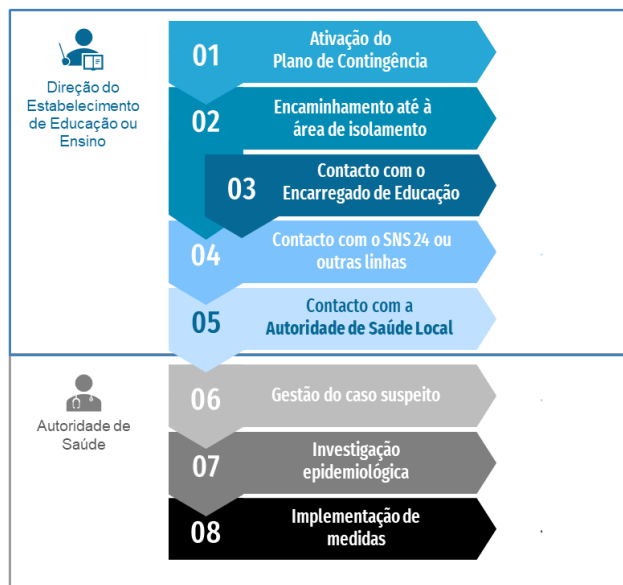 Direção do
Estabelecimento
de Educação ou
Ensino
01
Ativação do
Plano de Contingência
02
Encaminhamento até à
área de isolamento
03
Contacto com o
Encarregado de Educação
04
Contacto com o SNS 24 ou
outras linhas
05
Contacto com a
Autoridade de Saúde Local
Autoridade de
Saúde
06
Gestão do caso suspeito
07
Investigação
epidemiológica
08
Implementação de
medidas